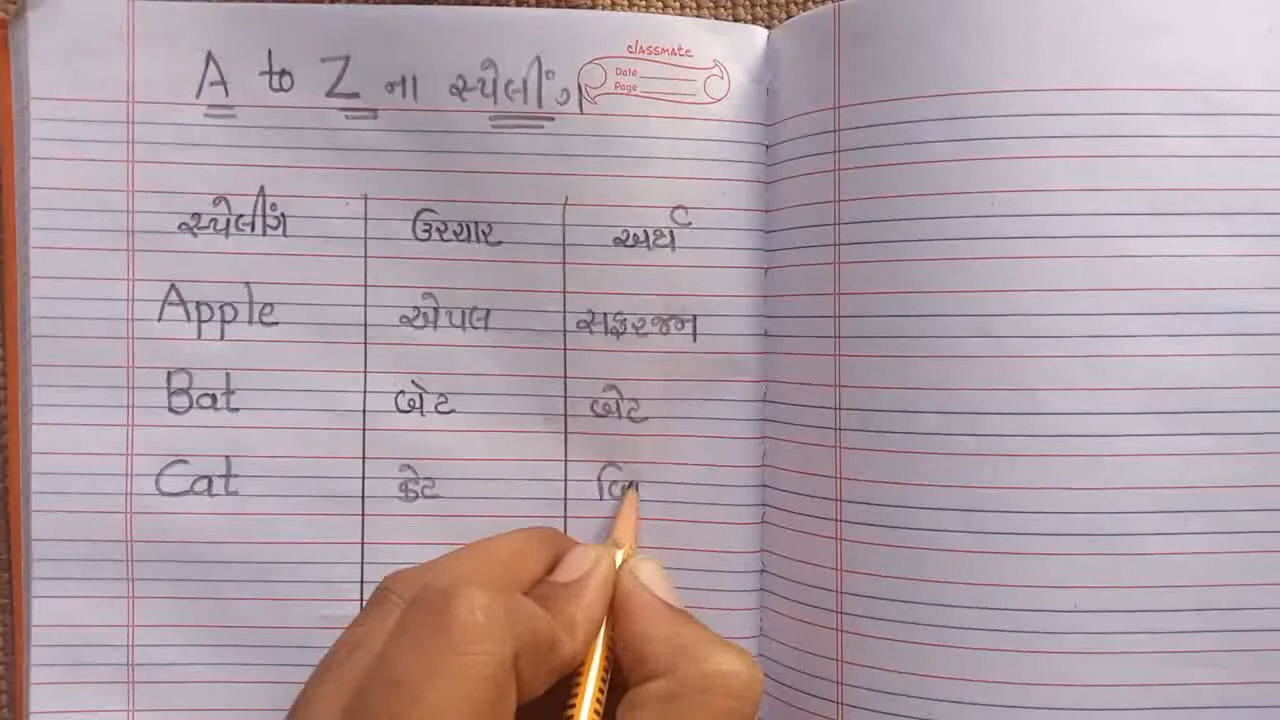 A to Z ના સ્પેલીંગ
classmate
Date
Page
સ્પેલીંગ ઉચ્ચાર અર્થ
Apple એપલ સફરજન
Bat બેટ બેટ
Cat કેટ બિ